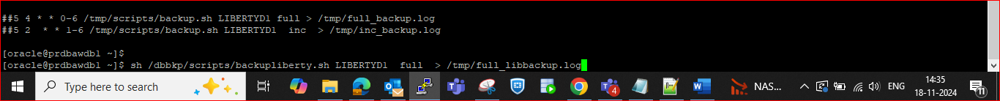 ##5 4 * * 0-6 /tmp/scripts/backup.sh LIBERTYD1 full > /tmp/full_backup.log
##5 2  * * 1-6 /tmp/scripts/backup.sh LIBERTYD1  inc  > /tmp/inc_backup.log
[oracle@prdbawdb1 ~]$
[oracle@prdbawdb1 ~]$ sh /dbbkp/scripts/backupliberty.sh LIBERTYD1  full  > /tmp/full_libbackup.log
Type here to search
4
NAS...
ENG
14:35
18-11-2024
11